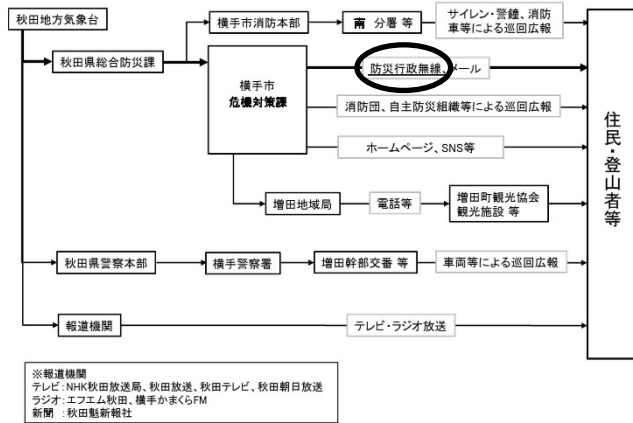 秋田地方気象台
秋田県総合防災課
横手市消防本部
南 分署 等
サイレン・警鐘、消防
車等による巡回広報
横手市
危機対策課
防災行政無線、メール
消防団、自主防災組織等による巡回広報
ホームページ、SNS等
増田地域局
電話等
増田町観光協会
観光施設 等
秋田県警察本部
横手警察署
増田幹部交番 等
車両等による巡回広報
報道機関
テレビ・ラジオ放送
住民・登山者等
※報道機関
テレビ:NHK秋田放送局、秋田放送、秋田テレビ、秋田朝日放送
ラジオ:エフエム秋田、横手かまくらFM
新聞 :秋田魁新報社